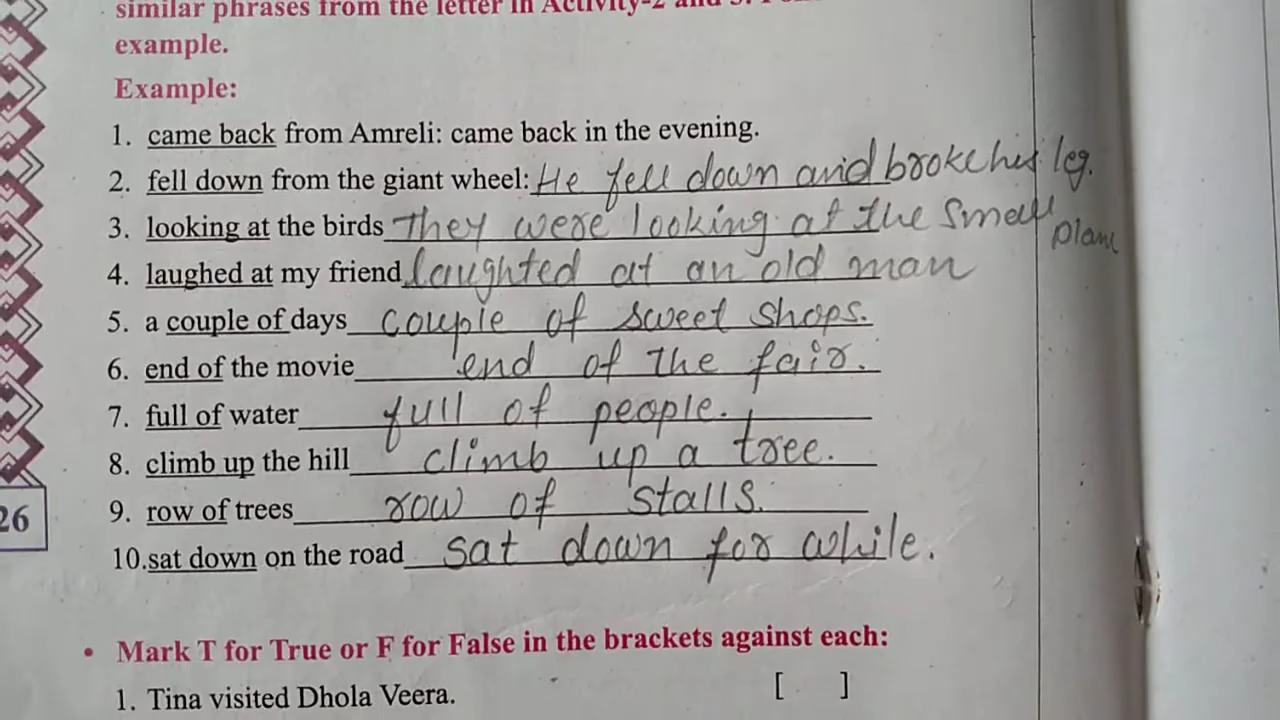 similar phrases from the letter in Activity-2 and 3.
example.
Example:
1. came back from Amreli: came back in the evening.
2. fell down from the giant wheel: He fell down and broke his leg.
3. looking at the birds They were looking at the small
plane
4. laughed at my friend laughted at an old man
5. a couple of days couple of sweet shops.
6. end of the movie end of the fair.
7. full of water full of people.
8. climb up the hill climb up a tree.
9. row of trees row of stalls.
26
10.sat down on the road sat down for while.
• Mark T for True or F for False in the brackets against each:
1. Tina visited Dhola Veera. [ ]